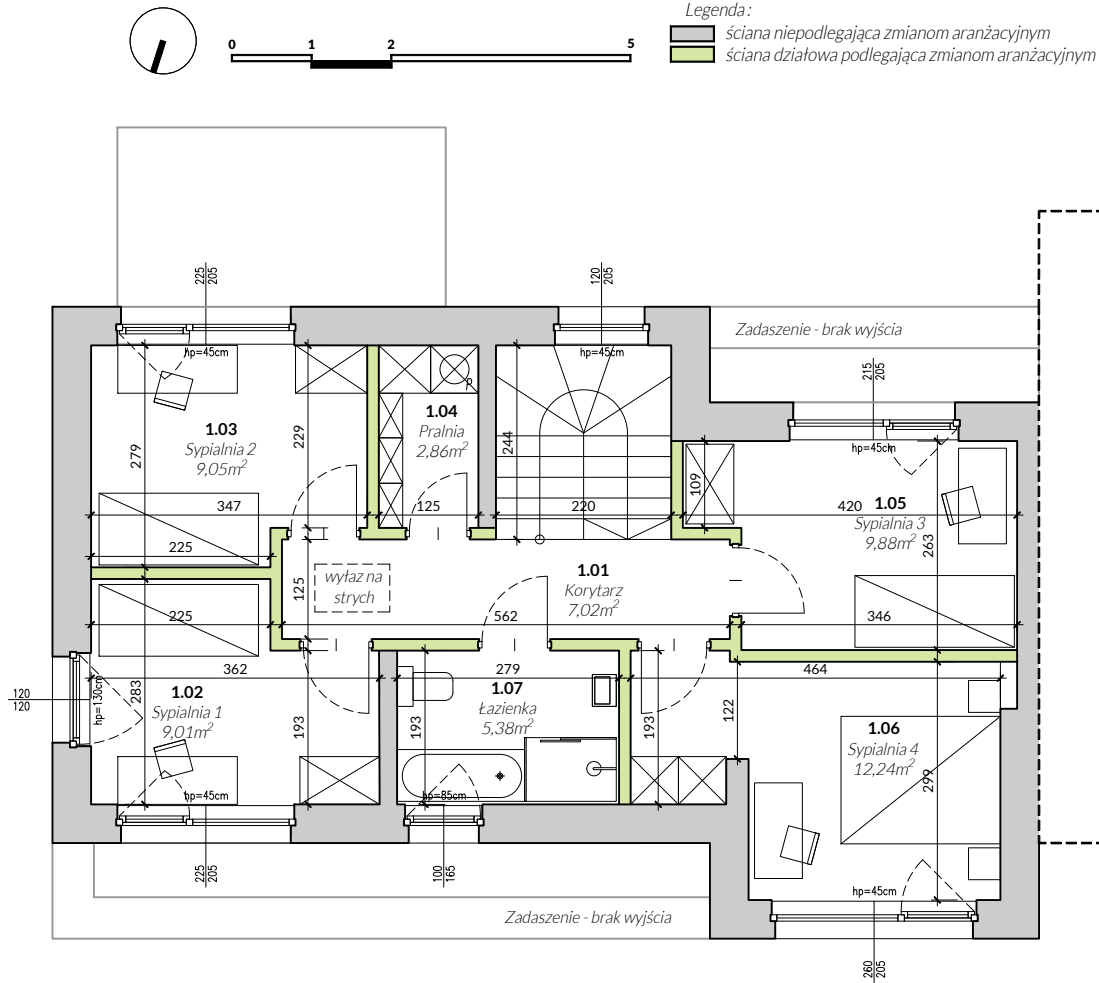 Legenda :
0 1 2 5
ściana niepodlegająca zmianom aranżacyjnym
ściana działowa podlegająca zmianom aranżacyjnym
225
205
120
205
Zadaszenie - brak wyjścia
215
205
hp=45cm
hp=45cm
hp=45cm
1.03
Sypialnia 2
9,05m²
279
229
347
225
1.04
Pralnia
2,86m²
p
125
244
220
109
420
1.05
Sypialnia 3
9,88m²
263
346
wyłaz na
strych
125
1.01
Korytarz
7,02m²
562
225
362
283
193
1.02
Sypialnia 1
9,01m²
120
120
hp=130cm
hp=45cm
279
1.07
Łazienka
5,38m²
193
hp=85cm
193
122
464
1.06
Sypialnia 4
12,24m²
299
hp=45cm
225
205
100
165
Zadaszenie - brak wyjścia
260
205